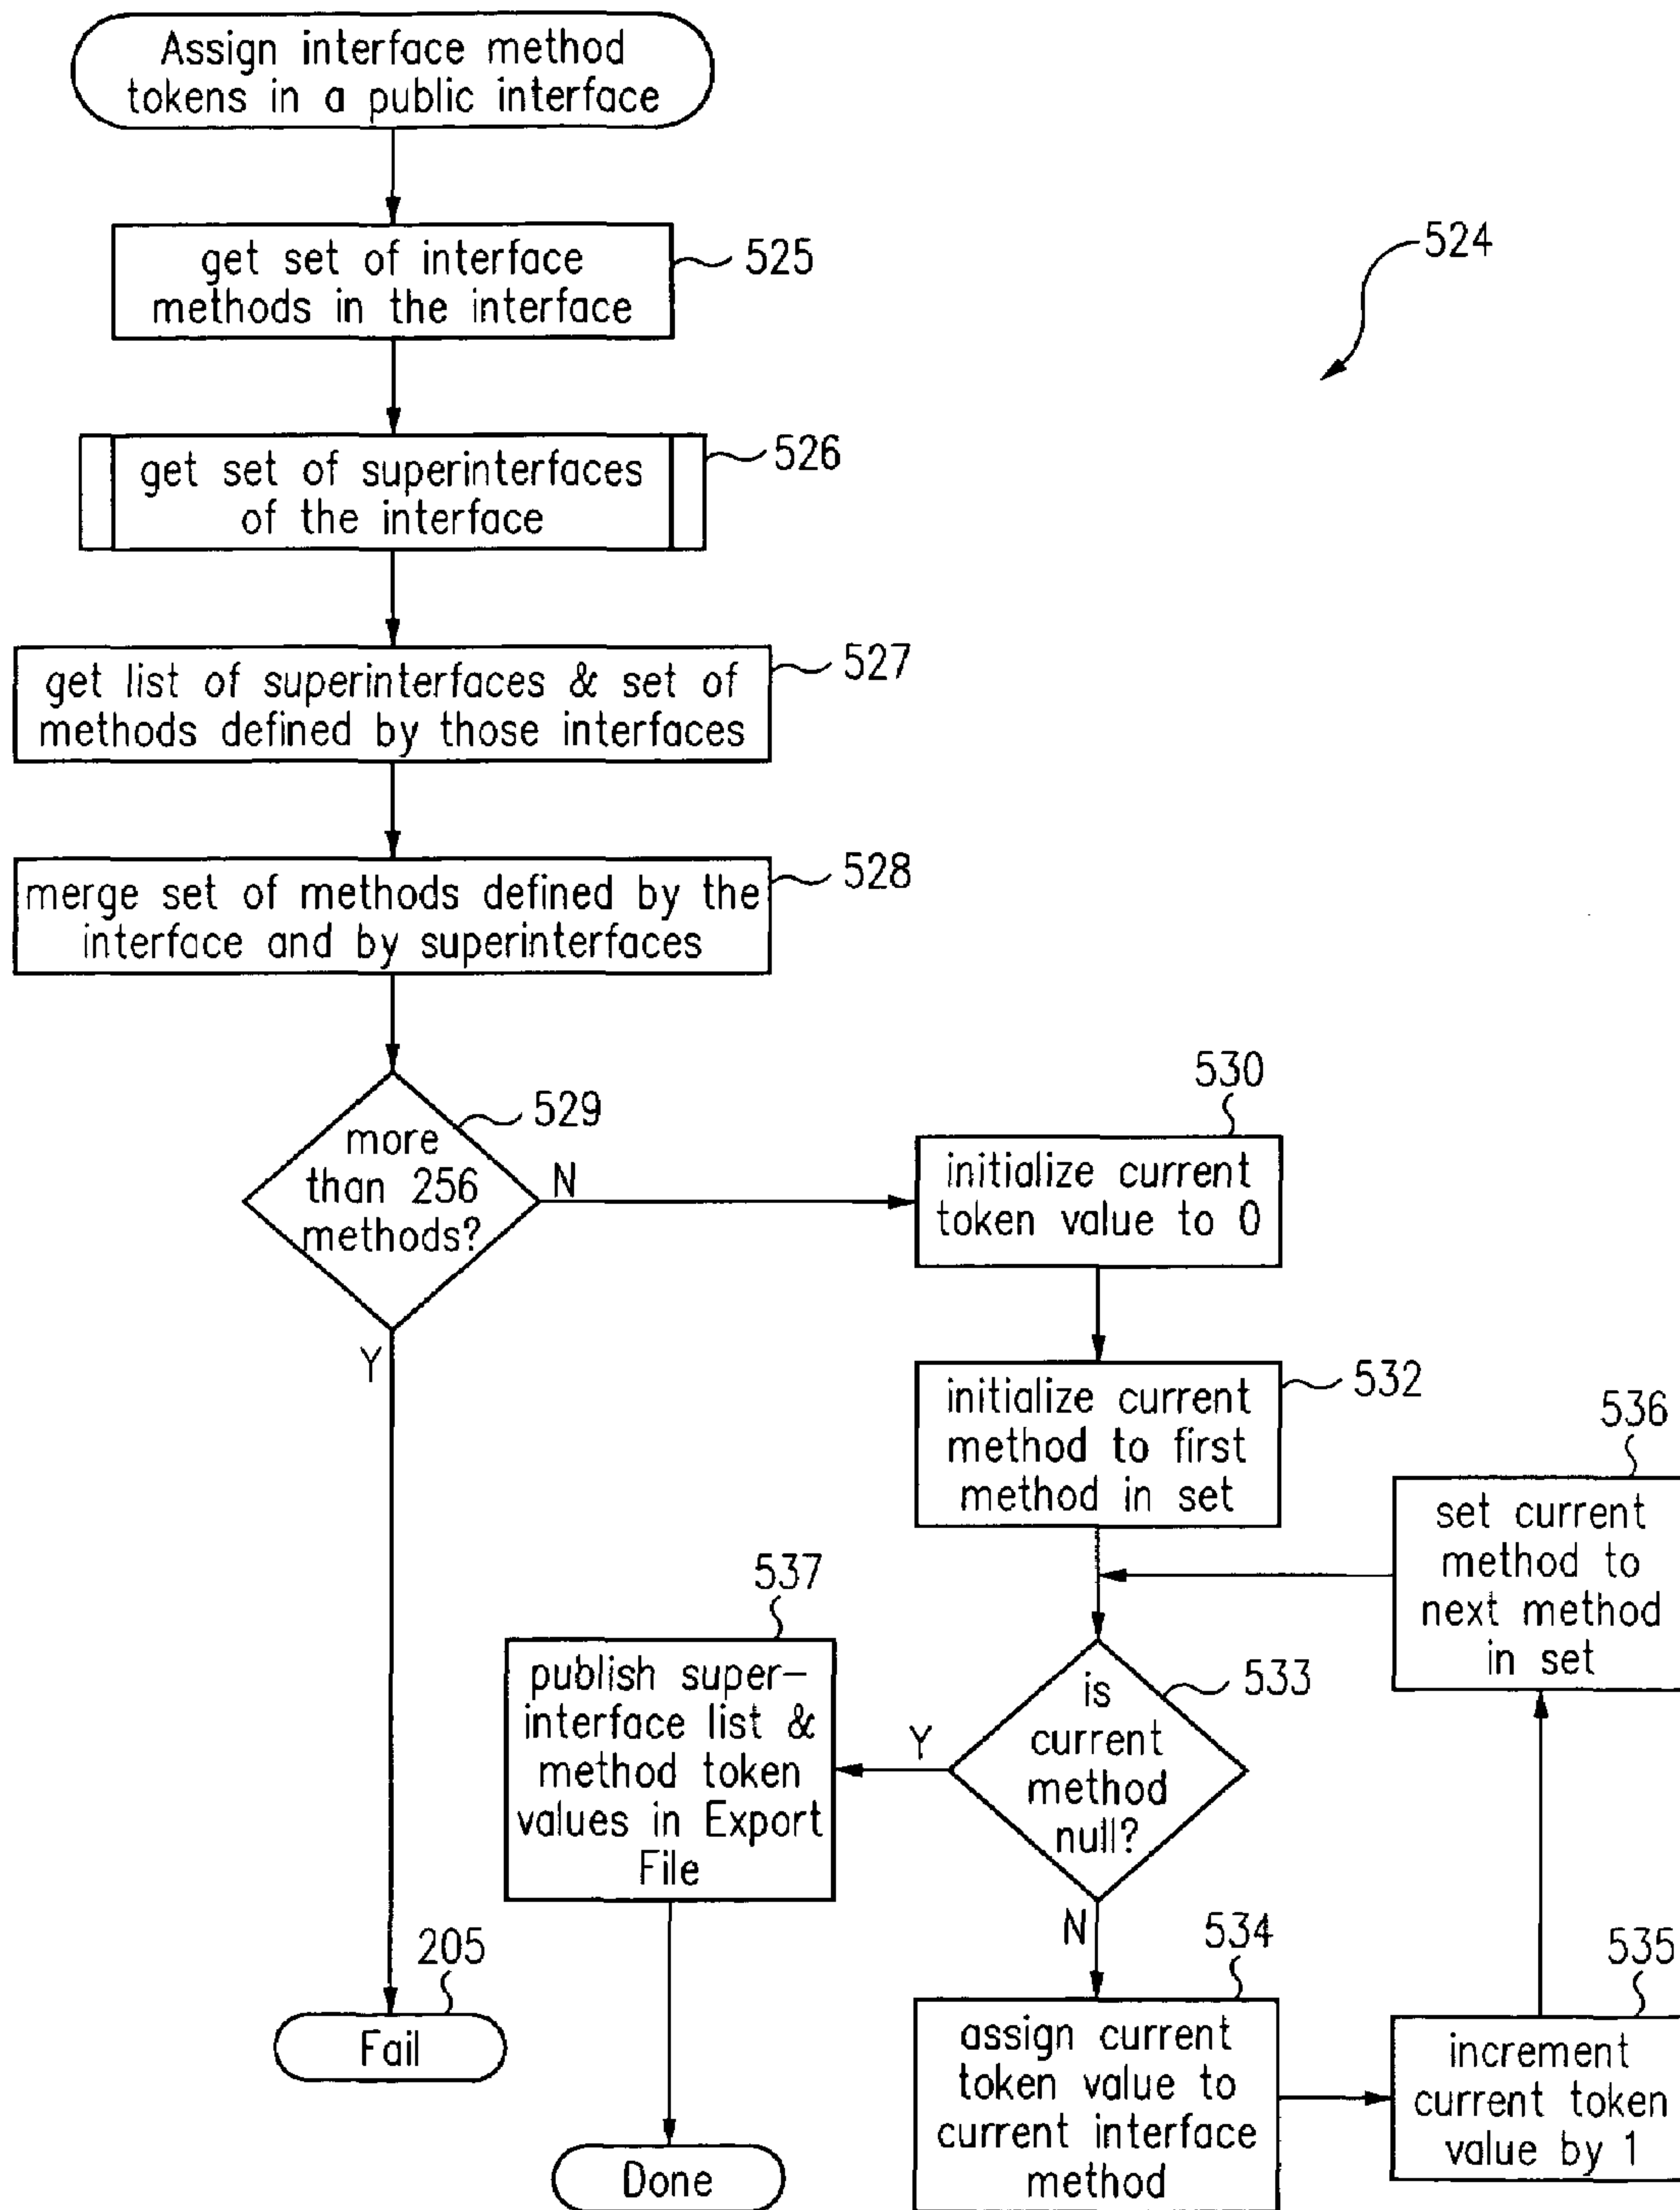 Assign interface method
tokens in a public interface
get set of interface
methods in the interface
525
524
get set of superinterfaces
of the interface
526
get list of superinterfaces & set of
methods defined by those interfaces
527
merge set of methods defined by the
interface and by superinterfaces
528
more
than 256
methods?
529
N
Y
530
initialize current
token value to 0
initialize current
method to first
method in set
532
536
set current
method to
next method
in set
537
publish super-
interface list &
method token
values in Export
File
is
current
method
null?
533
Y
N
205
Fail
Done
534
assign current
token value to
current interface
method
535
increment
current token
value by 1